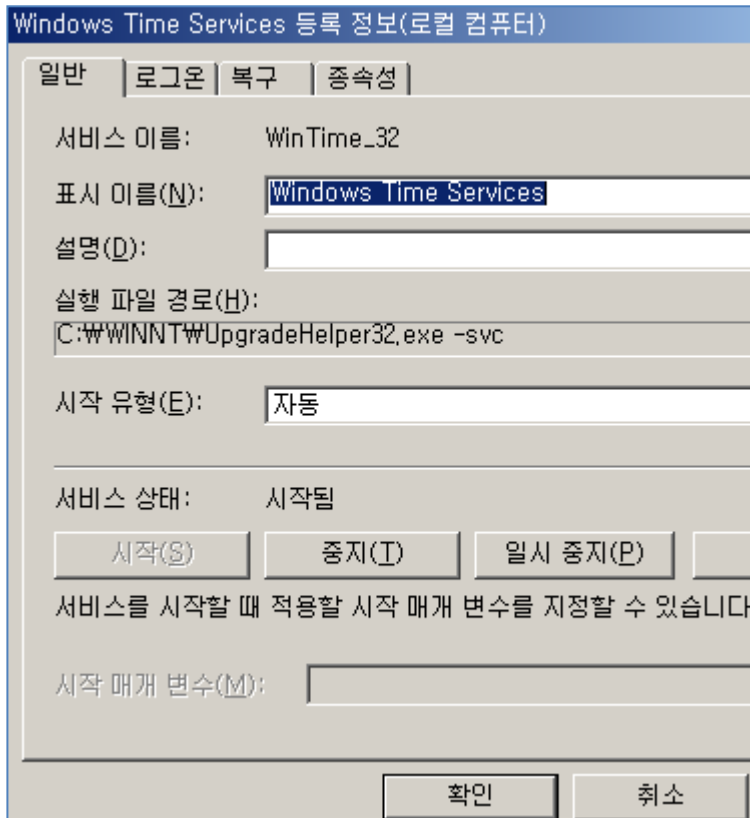 Windows Time Services 등록 정보(로컬 컴퓨터)
일반 로그온 복구 종속성
서비스 이름: WinTime_32
표시 이름(N): Windows Time Services
설명(D):
실행 파일 경로(H):
C:₩WINNT₩UpgradeHelper32.exe -svc
시작 유형(E): 자동
서비스 상태: 시작됨
시작(S) 중지(T) 일시 중지(P)
서비스를 시작할 때 적용할 시작 매개 변수를 지정할 수 있습니다
시작 매개 변수(M):
확인 취소